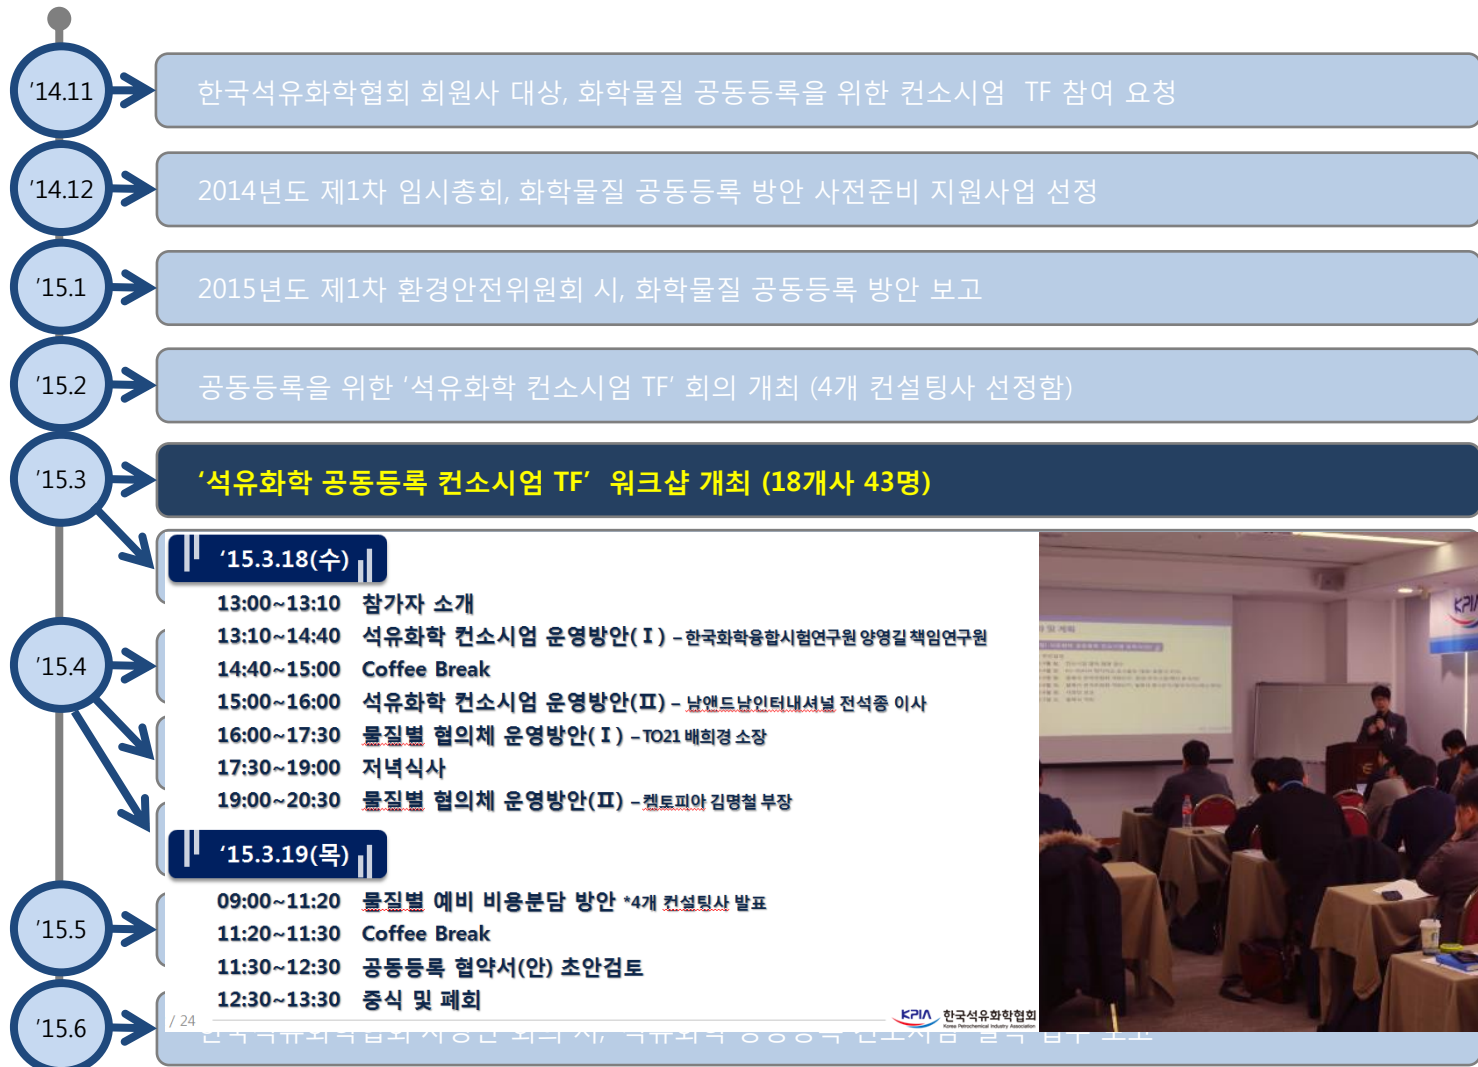 '14.11
한국석유화학협회 회원사 대상, 화학물질 공동등록을 위한 컨소시엄 TF 참여 요청
'14.12
2014년도 제1차 임시총회, 화학물질 공동등록 방안 사전준비 지원사업 선정
'15.1
2015년도 제1차 환경안전위원회 시, 화학물질 공동등록 방안 보고
'15.2
공동등록을 위한 '석유화학 컨소시엄 TF' 회의 개최 (4개 컨설팅사 선정함)
'15.3
‘석유화학 공동등록 컨소시엄 TF’ 워크샵 개최 (18개사 43명)
‘15.3.18(수)
13:00~13:10 참가자 소개
13:10~14:40 석유화학 컨소시엄 운영방안(Ⅰ) – 한국화학융합시험연구원 양영길 책임연구원
14:40~15:00 Coffee Break
15:00~16:00 석유화학 컨소시엄 운영방안(Ⅱ) – 남앤드남인터내셔널 전석종 이사
16:00~17:30 물질별 협의체 운영방안(Ⅰ) – TO21 배희경 소장
17:30~19:00 저녁식사
19:00~20:30 물질별 협의체 운영방안(Ⅱ) – 켐토피아 김명철 부장
'15.4
‘15.3.19(목)
09:00~11:20 물질별 예비 비용분담 방안 *4개 컨설팅사 발표
11:20~11:30 Coffee Break
11:30~12:30 공동등록 협약서(안) 초안검토
12:30~13:30 중식 및 폐회
'15.5
/ 24
KPIA 한국석유화학협회
Korea Petrochemical Industry Association
'15.6
KPIA